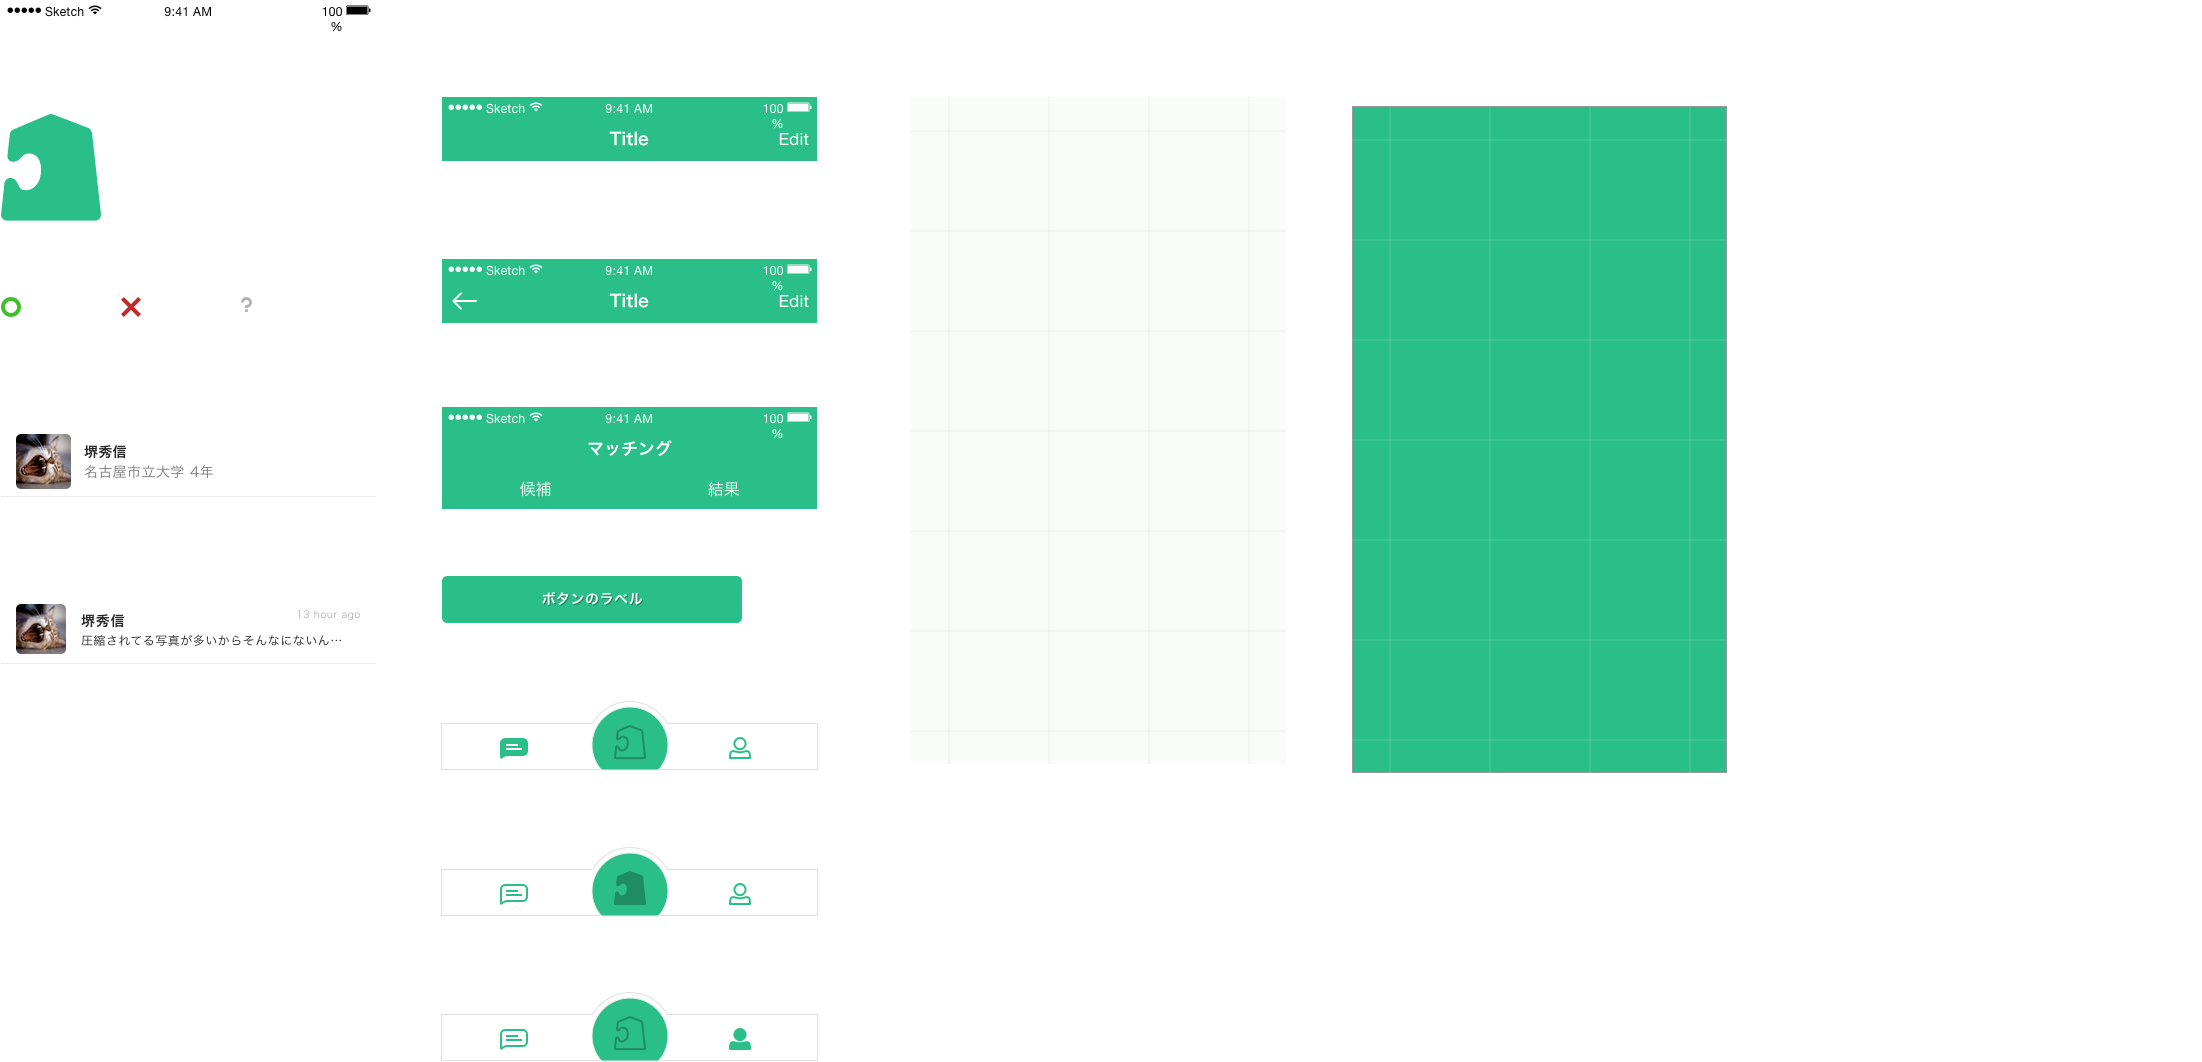 Sketch 9:41 AM 100
%
?
堺秀信
名古屋市立大学 4年
堺秀信 13 hour ago
圧縮されてる写真が多いからそんなにないん…
Sketch 9:41 AM 100
%
Title Edit
Sketch 9:41 AM 100
%
Title Edit
Sketch 9:41 AM 100
%
マッチング
候補 結果
ボタンのラベル